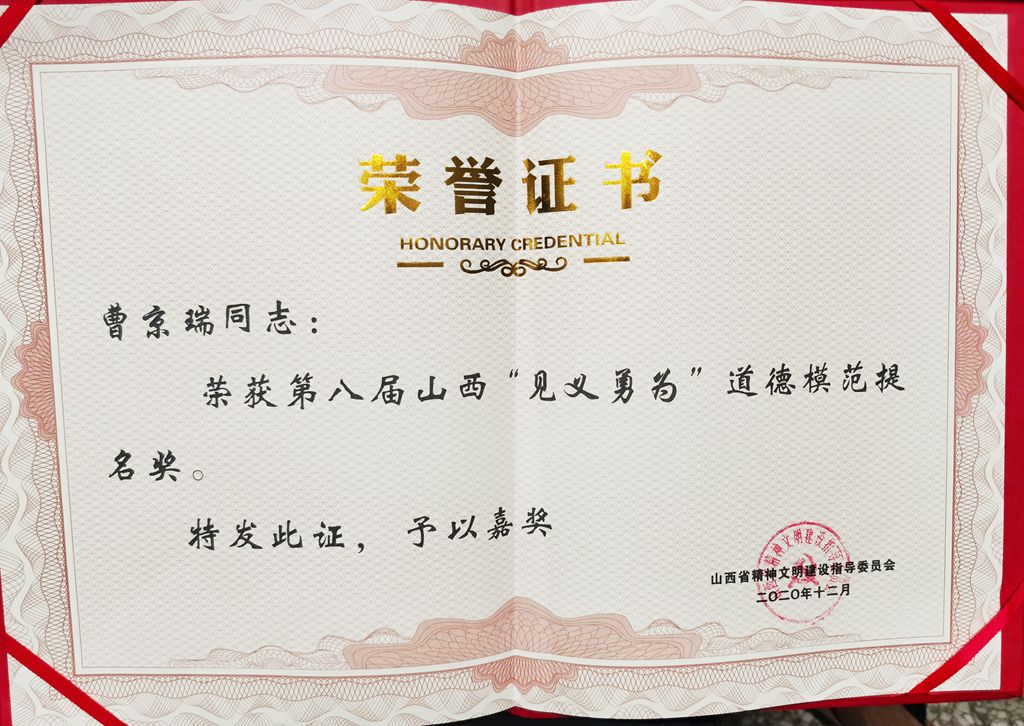 荣誉证书
HONORARY CREDENTIAL
曹京瑞同志：
荣获第八届山西“见义勇为”道德模范提
名奖。
特发此证，予以嘉奖
山西省精神文明建设指导委员会
二〇二〇年十二月